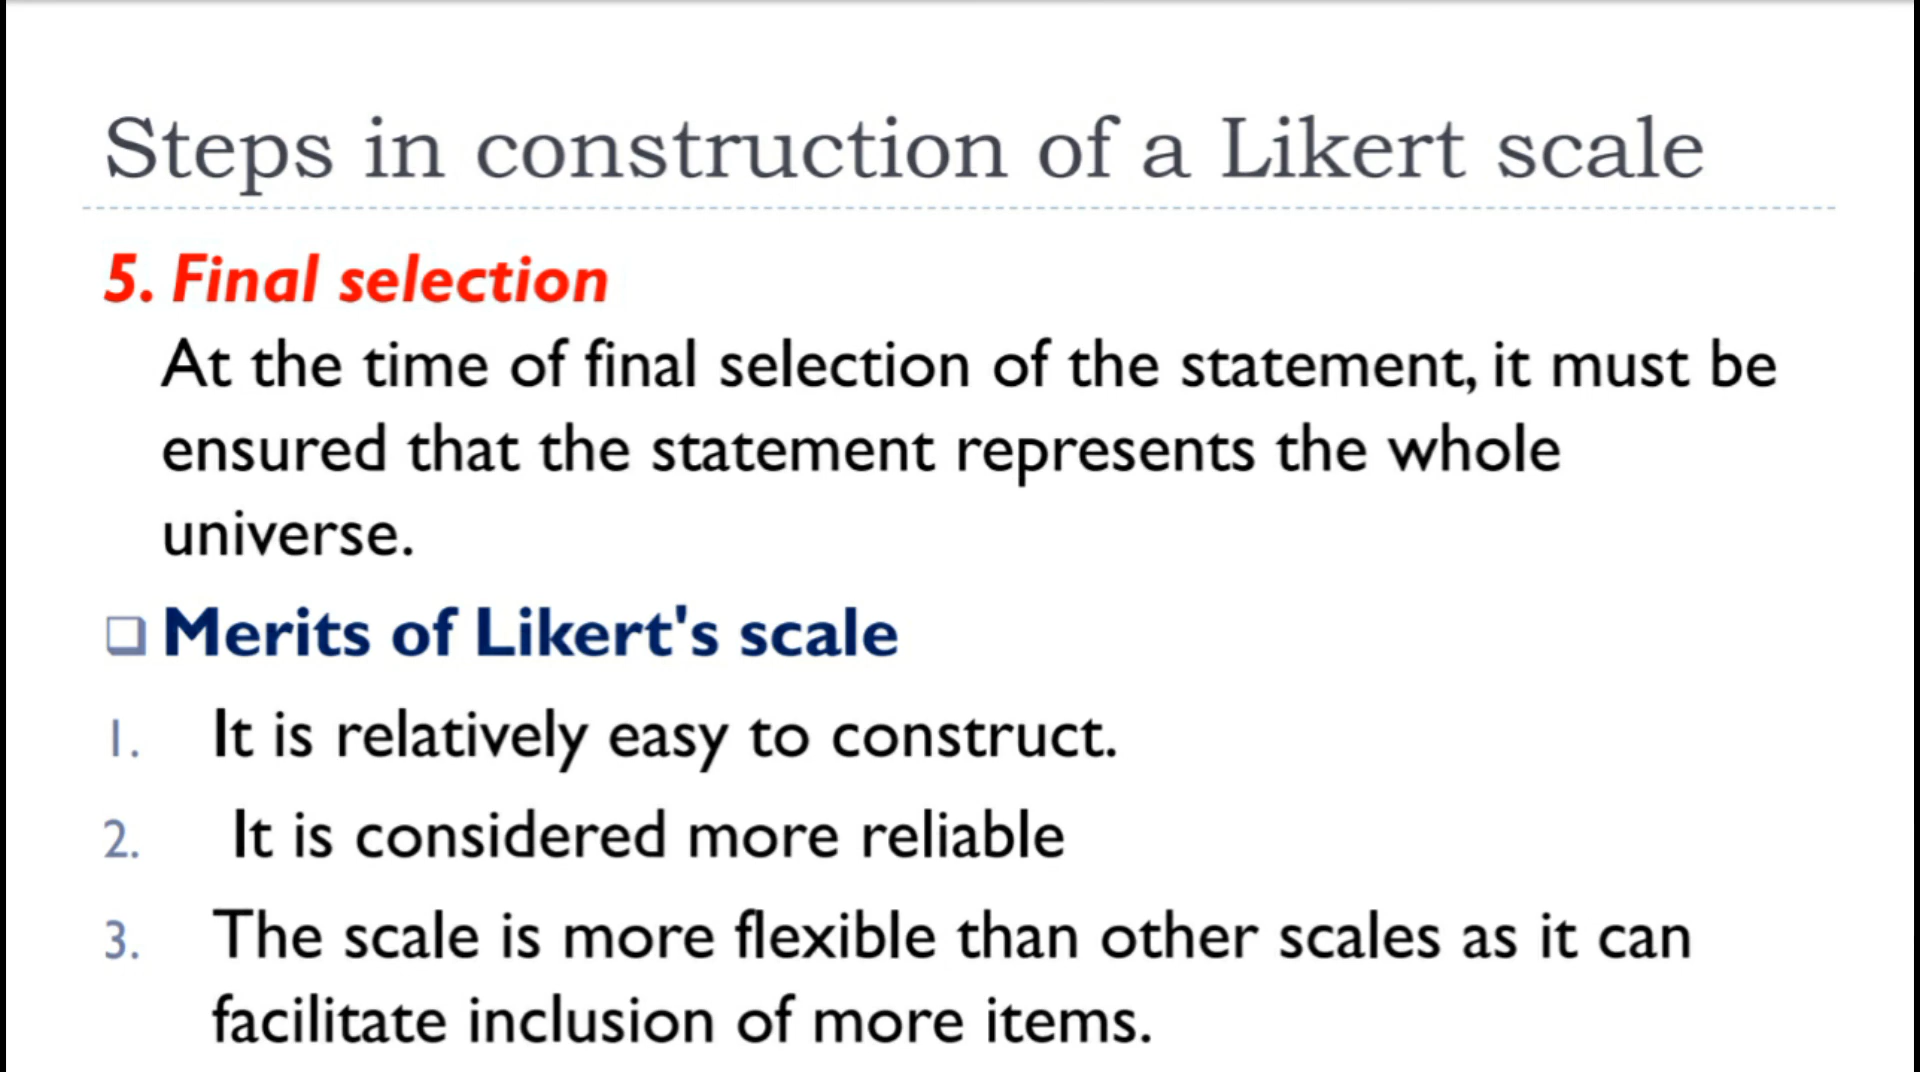 Steps in construction of a Likert scale
5. Final selection
At the time of final selection of the statement, it must be
ensured that the statement represents the whole
universe.
❑ Merits of Likert's scale
1. It is relatively easy to construct.
2. It is considered more reliable
3. The scale is more flexible than other scales as it can
facilitate inclusion of more items.